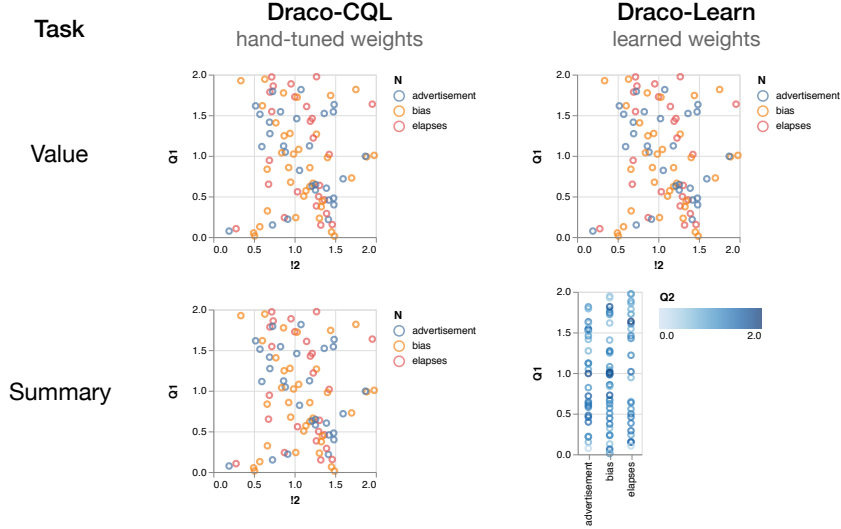 Task
Draco-CQL
hand-tuned weights
Draco-Learn
learned weights
Value
2.0
1.5
1.0
0.5
0.0
Q1
0.0 0.5 1.0 1.5 2.0
!2
N
advertisement
bias
elapses
2.0
1.5
1.0
0.5
0.0
Q1
0.0 0.5 1.0 1.5 2.0
!2
N
advertisement
bias
elapses
Summary
2.0
1.5
1.0
0.5
0.0
Q1
0.0 0.5 1.0 1.5 2.0
!2
N
advertisement
bias
elapses
2.0
1.5
1.0
0.5
0.0
Q1
advertisement
bias
elapses
Q2
0.0 2.0